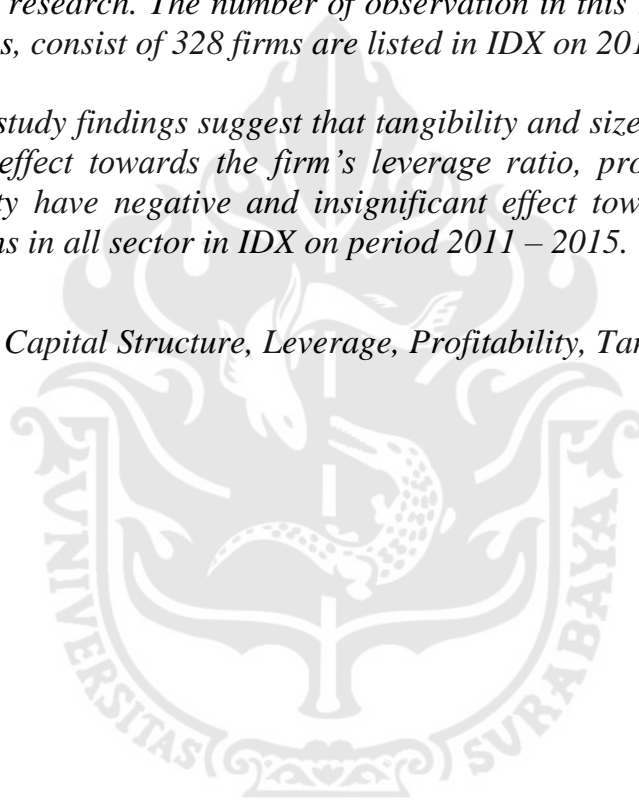 research. The number of observation in this
s, consist of 328 firms are listed in IDX on 201
study findings suggest that tangibility and size
effect towards the firm's leverage ratio, pro
ty have negative and insignificant effect tow
ns in all sector in IDX on period 2011 – 2015.
Capital Structure, Leverage, Profitability, Tan
UNIVERSITAS SURABAYA